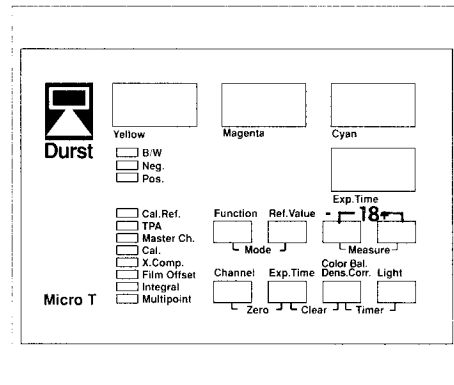 Durst
Yellow
Magenta
Cyan
B/W
Neg.
Pos.
Exp.Time
Cal.Ref.
TPA
Master Ch.
Cal.
X.Comp.
Film Offset
Integral
Multipoint
Function
Ref.Value
- 18+
Mode
Measure
Channel
Exp.Time
Color Bal.
Dens.Corr.
Light
Zero
Clear
Timer
Micro T